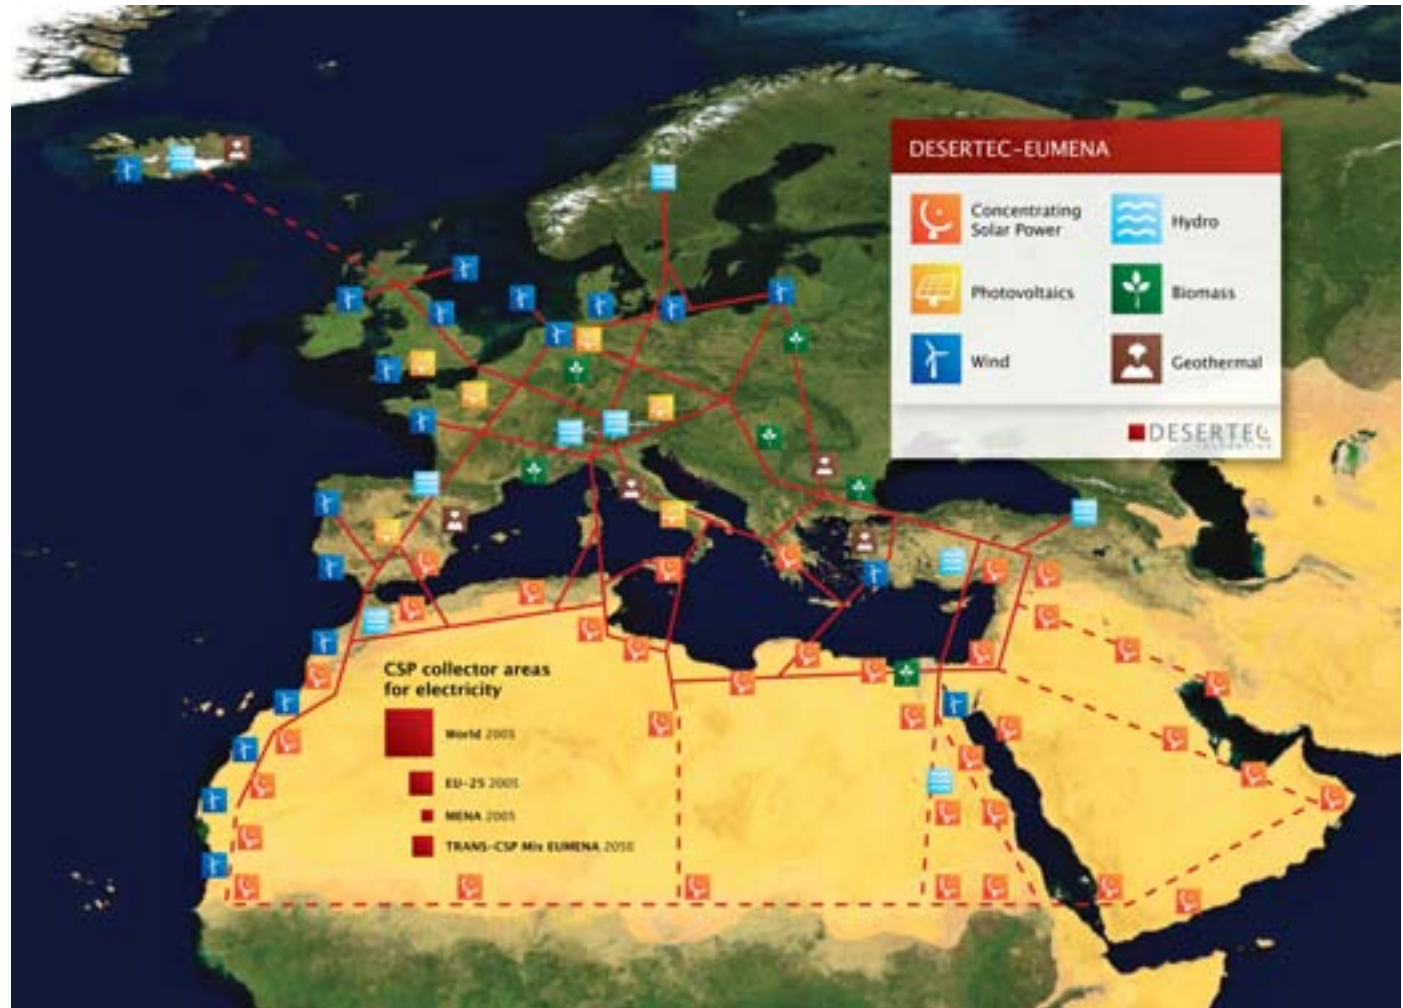 DESERTEC-EUMENA
Concentrating
Solar Power
Hydro
Photovoltaics
Biomass
Wind
Geothermal
DESERTEC
FOUNDATION
CSP collector areas
for electricity
World 2005
EU-25 2005
MENA 2005
TRANS-CSP Mix EUMENA 2050